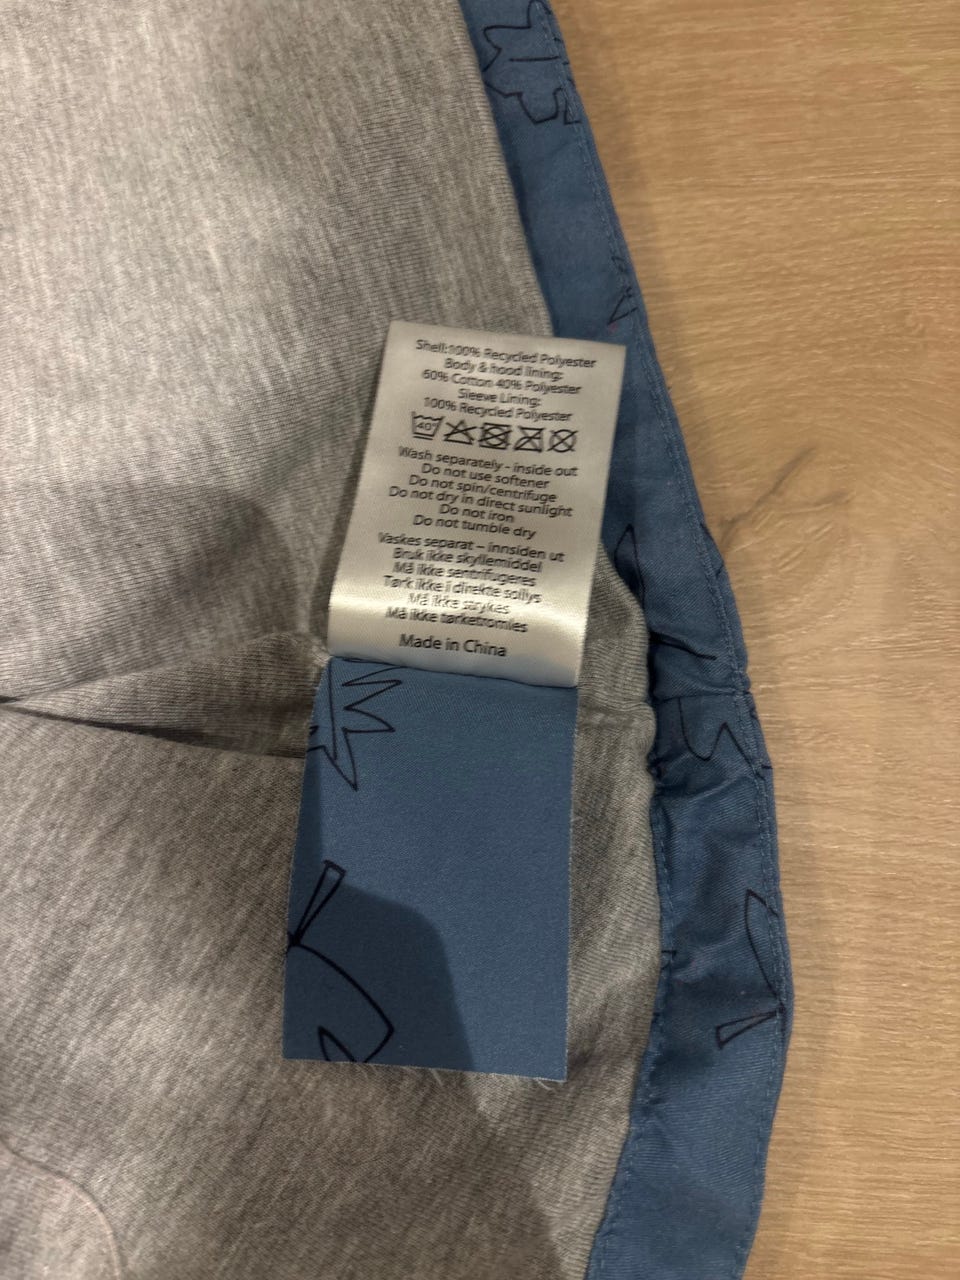 Shell:100% Recycled Polyester
Body & hood lining:
60% Cotton 40% Polyester
Sleeve Lining:
100% Recycled Polyester
40°
Wash separately - inside out
Do not use softener
Do not spin/centrifuge
Do not dry in direct sunlight
Do not iron
Do not tumble dry
Vaskes separat – innsiden ut
Bruk ikke skyllemiddel
Må ikke sentrifugeres
Tørk ikke i direkte sollys
Må ikke strykes
Må ikke tørketromles
Made in China